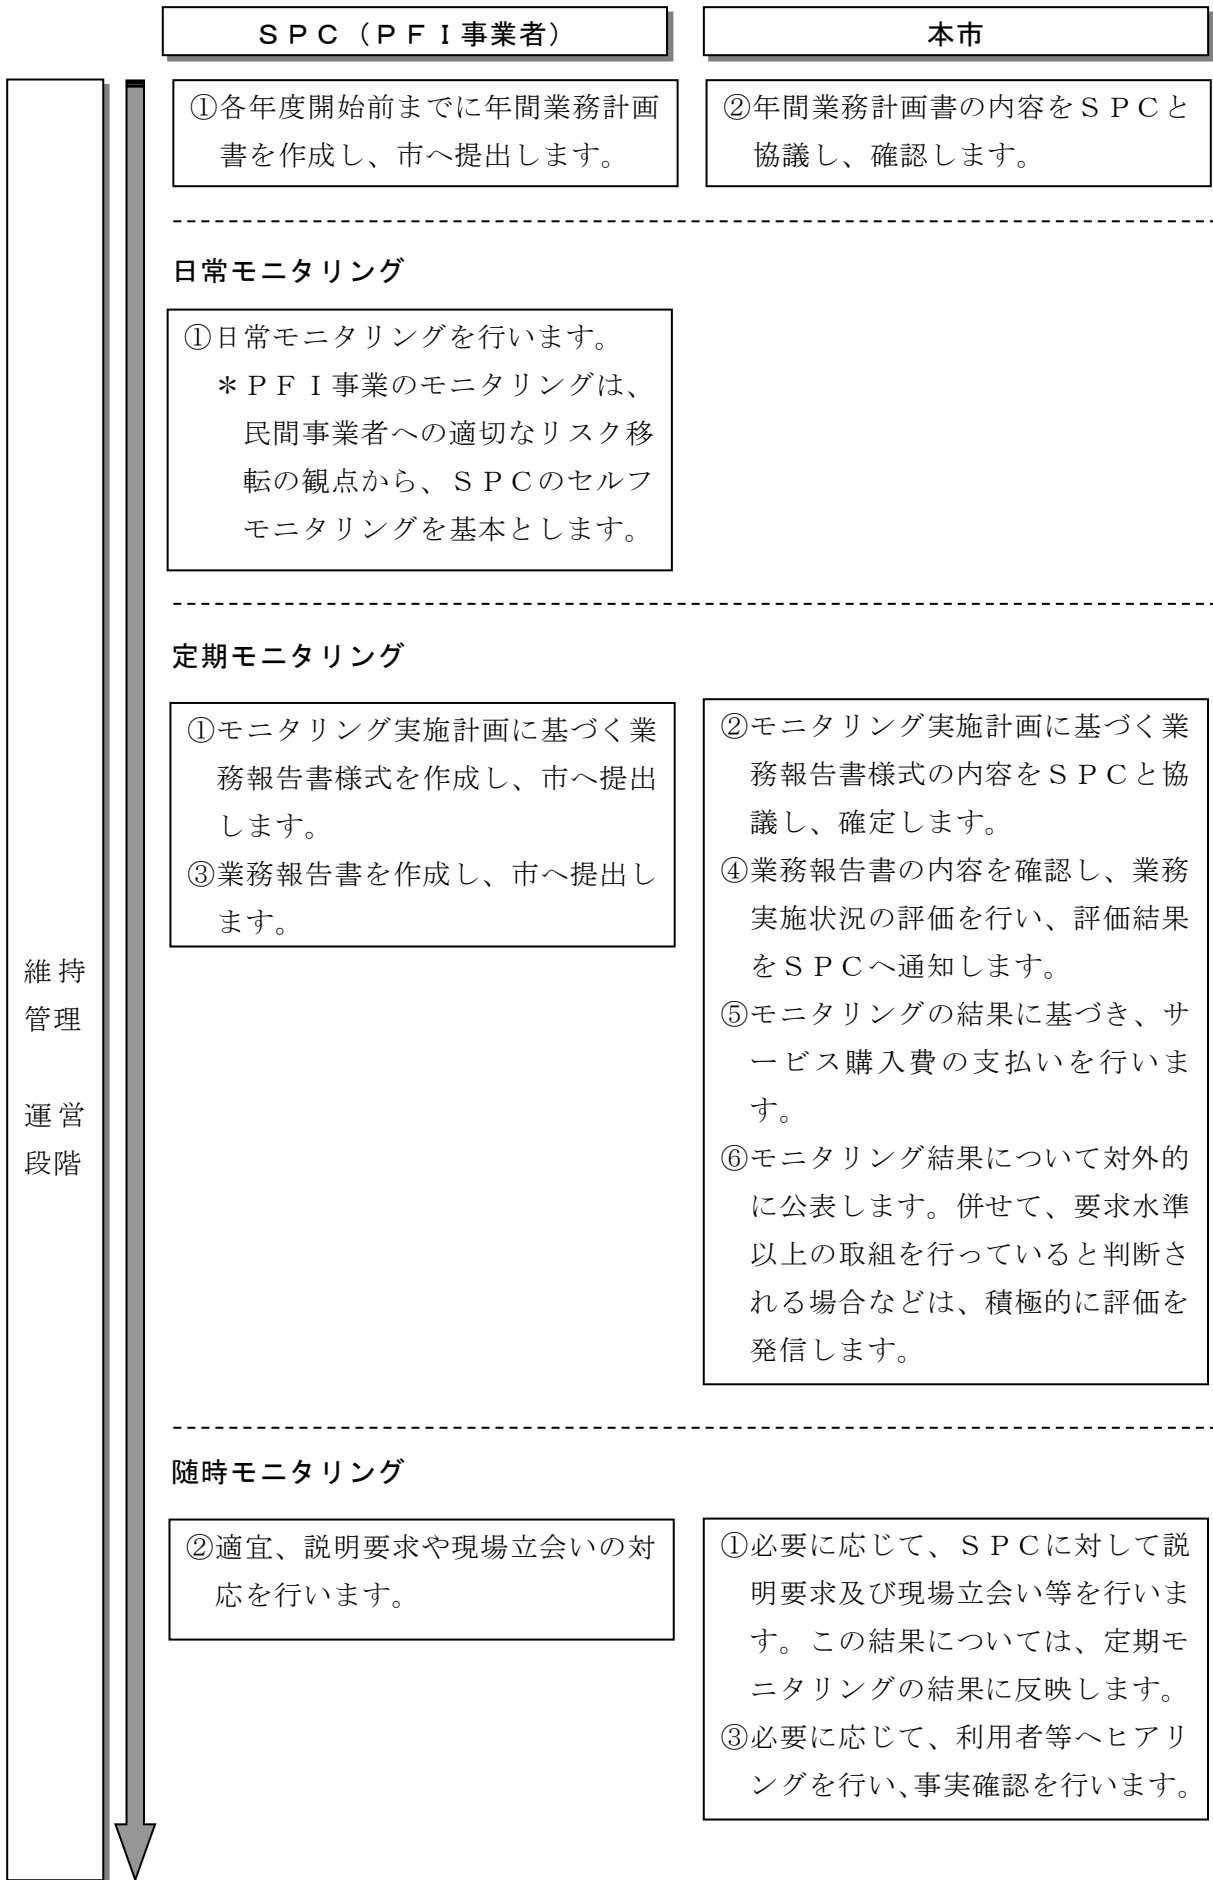 ＳＰＣ（ＰＦＩ事業者）
本市
①各年度開始前までに年間業務計画
書を作成し、市へ提出します。
②年間業務計画書の内容をＳＰＣと
協議し、確認します。
日常モニタリング
①日常モニタリングを行います。
＊ＰＦＩ事業のモニタリングは、
民間事業者への適切なリスク移
転の観点から、ＳＰＣのセルフ
モニタリングを基本とします。
定期モニタリング
①モニタリング実施計画に基づく業
務報告書様式を作成し、市へ提出
します。
③業務報告書を作成し、市へ提出し
ます。
②モニタリング実施計画に基づく業
務報告書様式の内容をＳＰＣと協
議し、確定します。
④業務報告書の内容を確認し、業務
実施状況の評価を行い、評価結果
をＳＰＣへ通知します。
⑤モニタリングの結果に基づき、サ
ービス購入費の支払いを行いま
す。
⑥モニタリング結果について対外的
に公表します。併せて、要求水準
以上の取組を行っていると判断さ
れる場合などは、積極的に評価を
発信します。
維持
管理
運営
段階
随時モニタリング
②適宜、説明要求や現場立会いの対
応を行います。
①必要に応じて、ＳＰＣに対して説
明要求及び現場立会い等を行いま
す。この結果については、定期モ
ニタリングの結果に反映します。
③必要に応じて、利用者等へヒアリ
ングを行い、事実確認を行います。